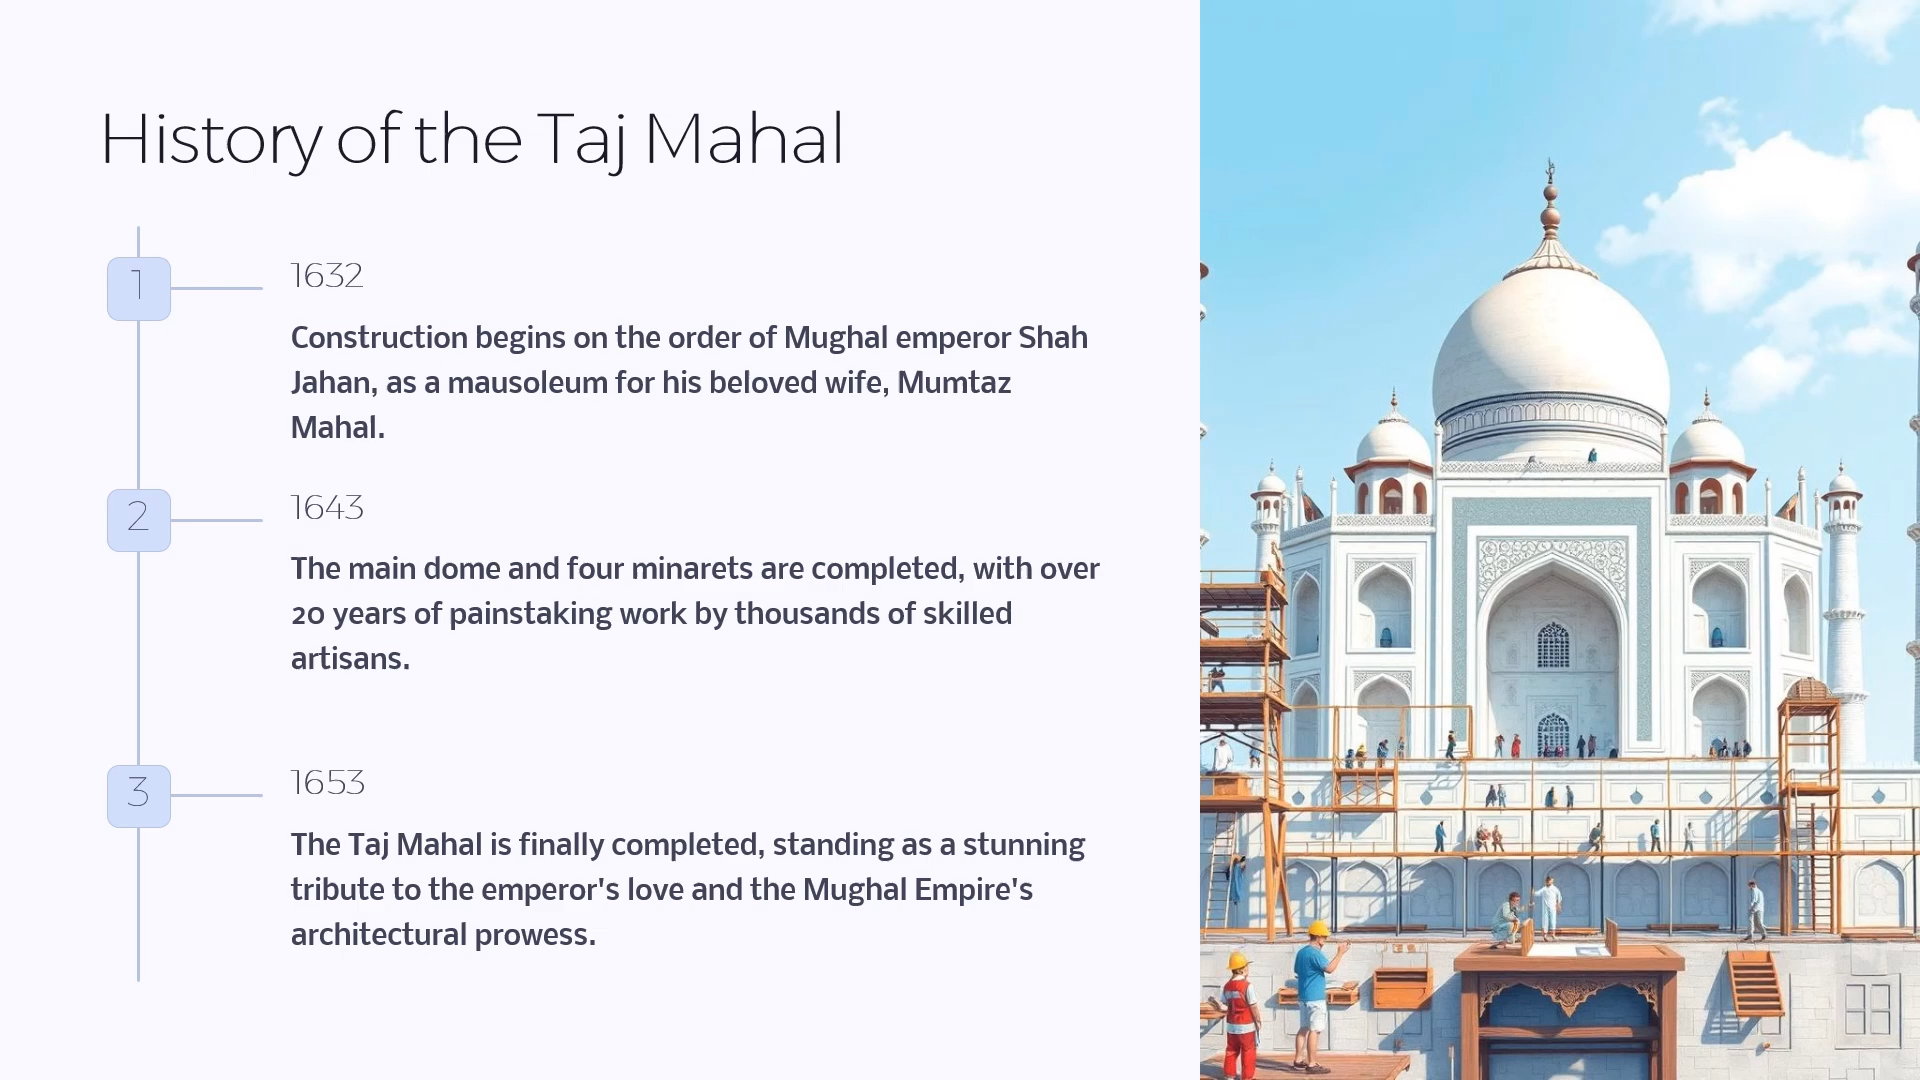 History of the Taj Mahal
1
1632
Construction begins on the order of Mughal emperor Shah
Jahan, as a mausoleum for his beloved wife, Mumtaz
Mahal.
2
1643
The main dome and four minarets are completed, with over
20 years of painstaking work by thousands of skilled
artisans.
3
1653
The Taj Mahal is finally completed, standing as a stunning
tribute to the emperor's love and the Mughal Empire's
architectural prowess.